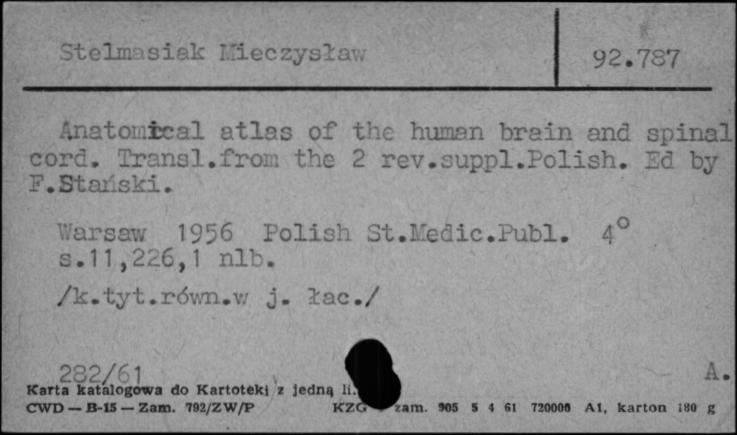 Stelmasiak Mieczysław
92.787
Anatomical atlas of the human brain and spinal
cord. Transl.from the 2 rev.suppl.Polish. Ed by
F.Stański.
Warsaw 1956 Polish St.Medic.Publ. 4°
s.11,226,1 nlb.
/k.tyt.równ.w j. łac./
282/61 A.
Karta katalogowa do Kartoteki z jedną li
CWD — B-15 — Zam. 792/ZW/P KZG zam. 905 5 4 61 720000 A1, karton 180 g